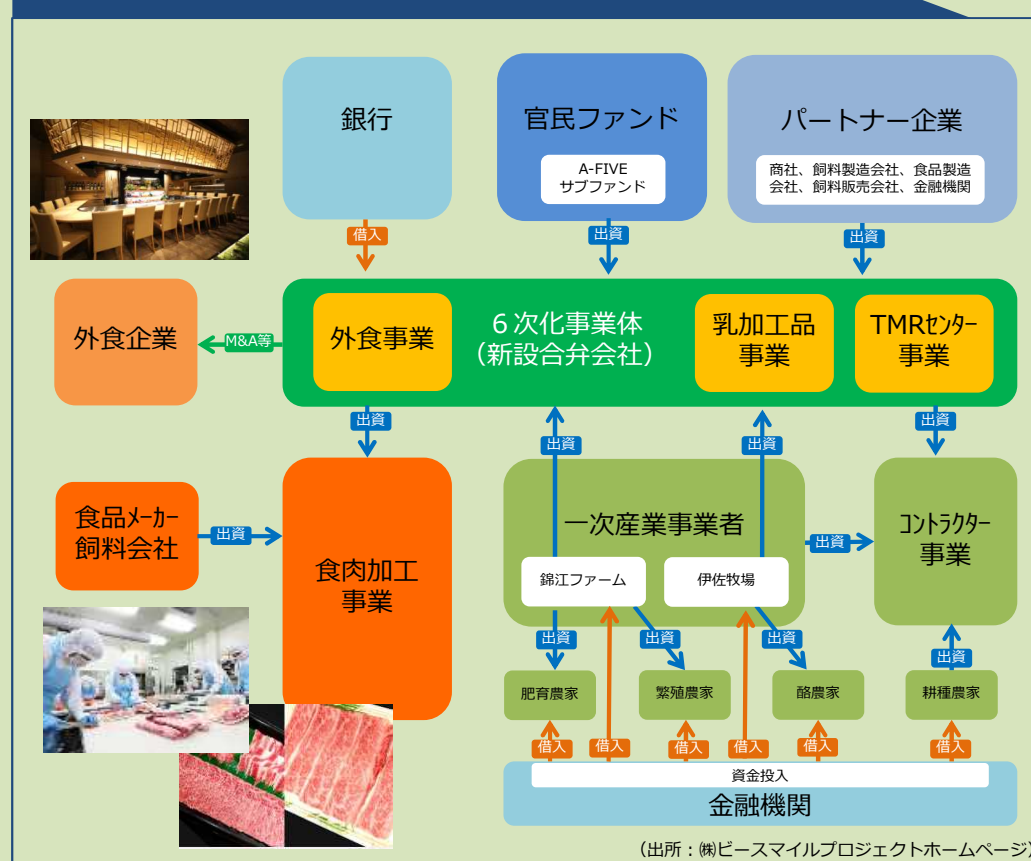 銀行
官民ファンド
A-FIVE
サブファンド
パートナー企業
商社、飼料製造会社、食品製造
会社、飼料販売会社、金融機関
借入
出資
出資
外食企業
M&A等
外食事業
6次化事業体
(新設合弁会社)
乳加工品
事業
TMRセンター
事業
出資
出資
出資
出資
食品メーカー
飼料会社
出資
食肉加工
事業
一次産業事業者
錦江ファーム
伊佐牧場
出資
コントラクター
事業
出資
出資
出資
出資
肥育農家
繁殖農家
酪農家
耕種農家
借入
借入
借入
借入
借入
借入
資金投入
金融機関
(出所:㈱ビースマイルプロジェクトホームページ)